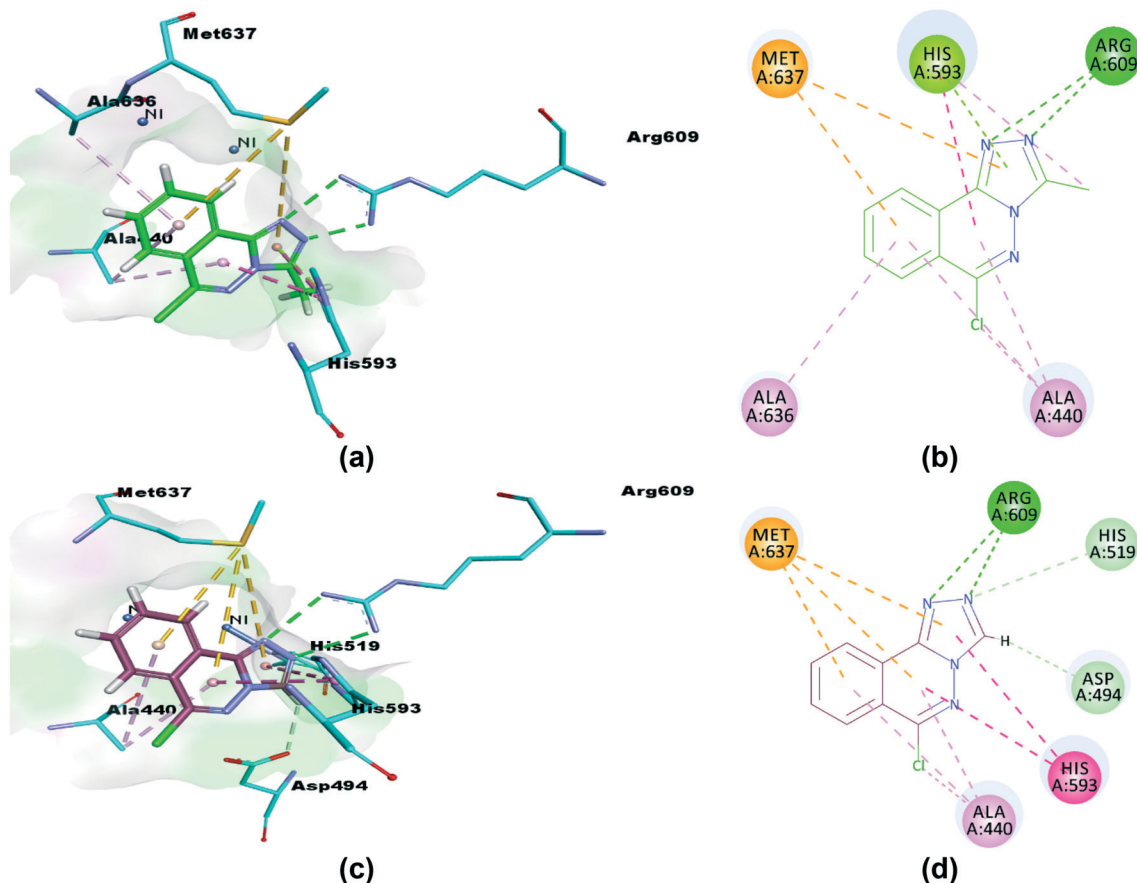 Met637
Ala636
NI
NI
Arg609
Ala440
His593
(a)
MET
A:637
HIS
A:593
ARG
A:609
N
N
N
N
Cl
ALA
A:636
ALA
A:440
(b)
Met637
Arg609
NI
His519
Ala440
His593
Asp494
(c)
ARG
A:609
MET
A:637
HIS
A:519
N
N
H
N
N
ASP
A:494
Cl
HIS
A:593
ALA
A:440
(d)